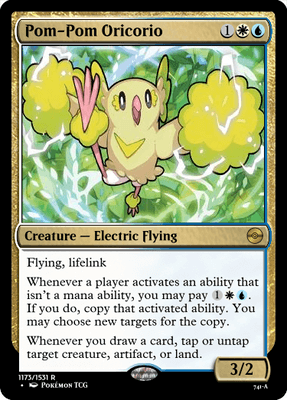 Pom-Pom Oricorio 1
Creature — Electric Flying
Flying, lifelink
Whenever a player activates an ability that
isn't a mana ability, you may pay 1 .
If you do, copy that activated ability. You
may choose new targets for the copy.
Whenever you draw a card, tap or untap
target creature, artifact, or land.
3/2
1173/1531 R
• Pokémon TCG
741-A